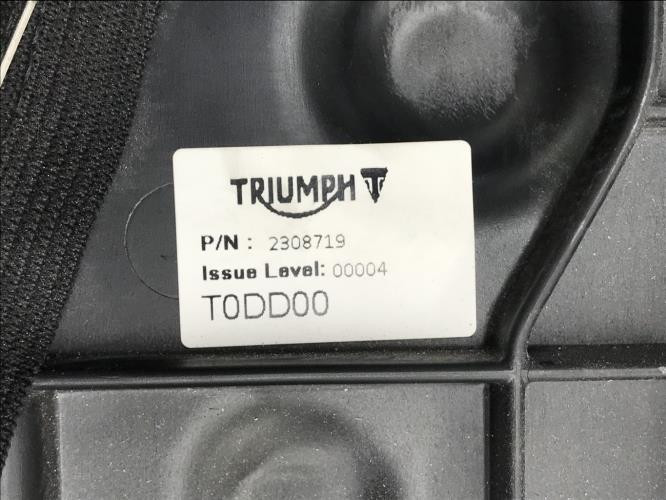 TRIUMPH
P/N : 2308719
Issue Level: 00004
T0DD00